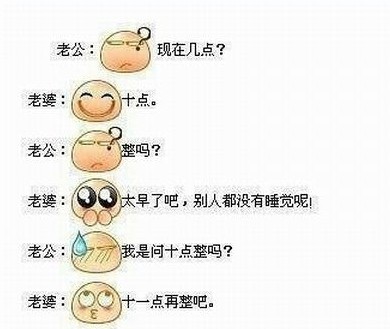 老公：现在几点？
老婆：十点。
老公：整吗？
老婆：太早了吧，别人都没有睡觉呢！
老公：我是问十点整吗？
老婆：十一点再整吧。